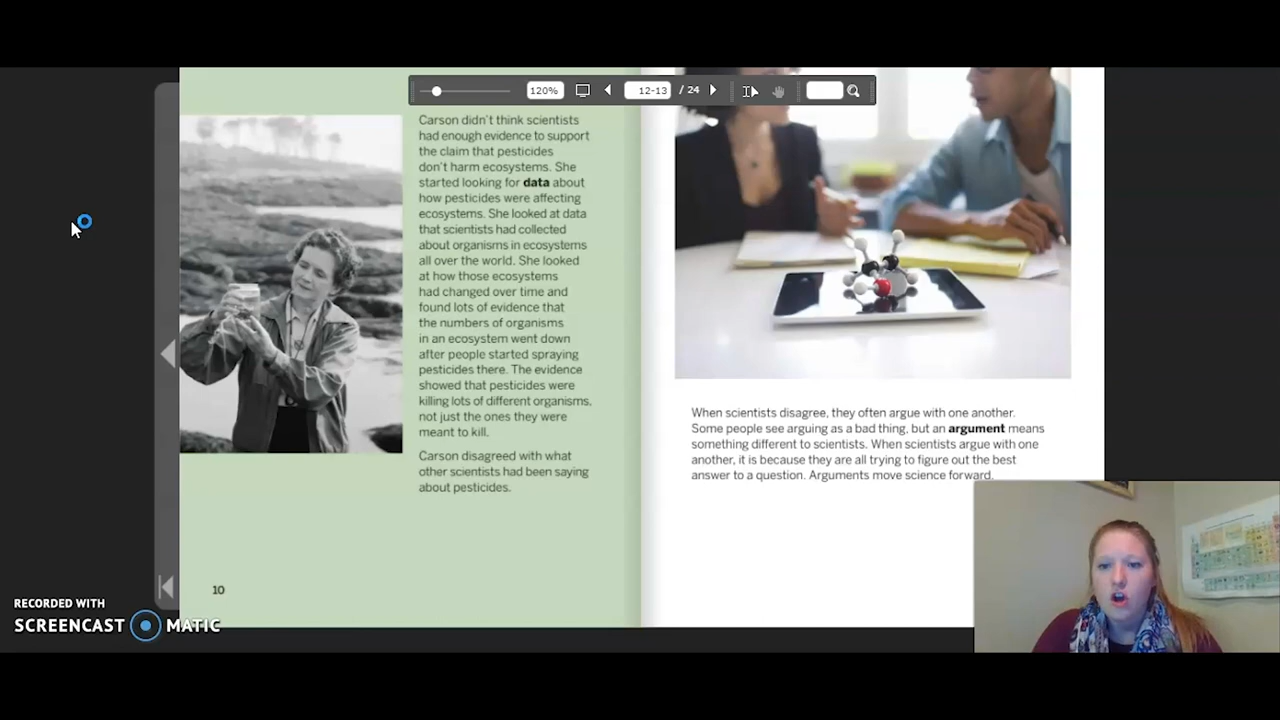 120%
12-13
/ 24
Carson didn't think scientists
had enough evidence to support
the claim that pesticides
don't harm ecosystems. She
started looking for data about
how pesticides were affecting
ecosystems. She looked at data
that scientists had collected
about organisms in ecosystems
all over the world. She looked
at how those ecosystems
had changed over time and
found lots of evidence that
the numbers of organisms
in an ecosystem went down
after people started spraying
pesticides there. The evidence
showed that pesticides were
killing lots of different organisms,
not just the ones they were
meant to kill.
Carson disagreed with what
other scientists had been saying
about pesticides.
10
When scientists disagree, they often argue with one another.
Some people see arguing as a bad thing, but an argument means
something different to scientists. When scientists argue with one
another, it is because they are all trying to figure out the best
answer to a question. Arguments move science forward.
RECORDED WITH
SCREENCAST MATIC